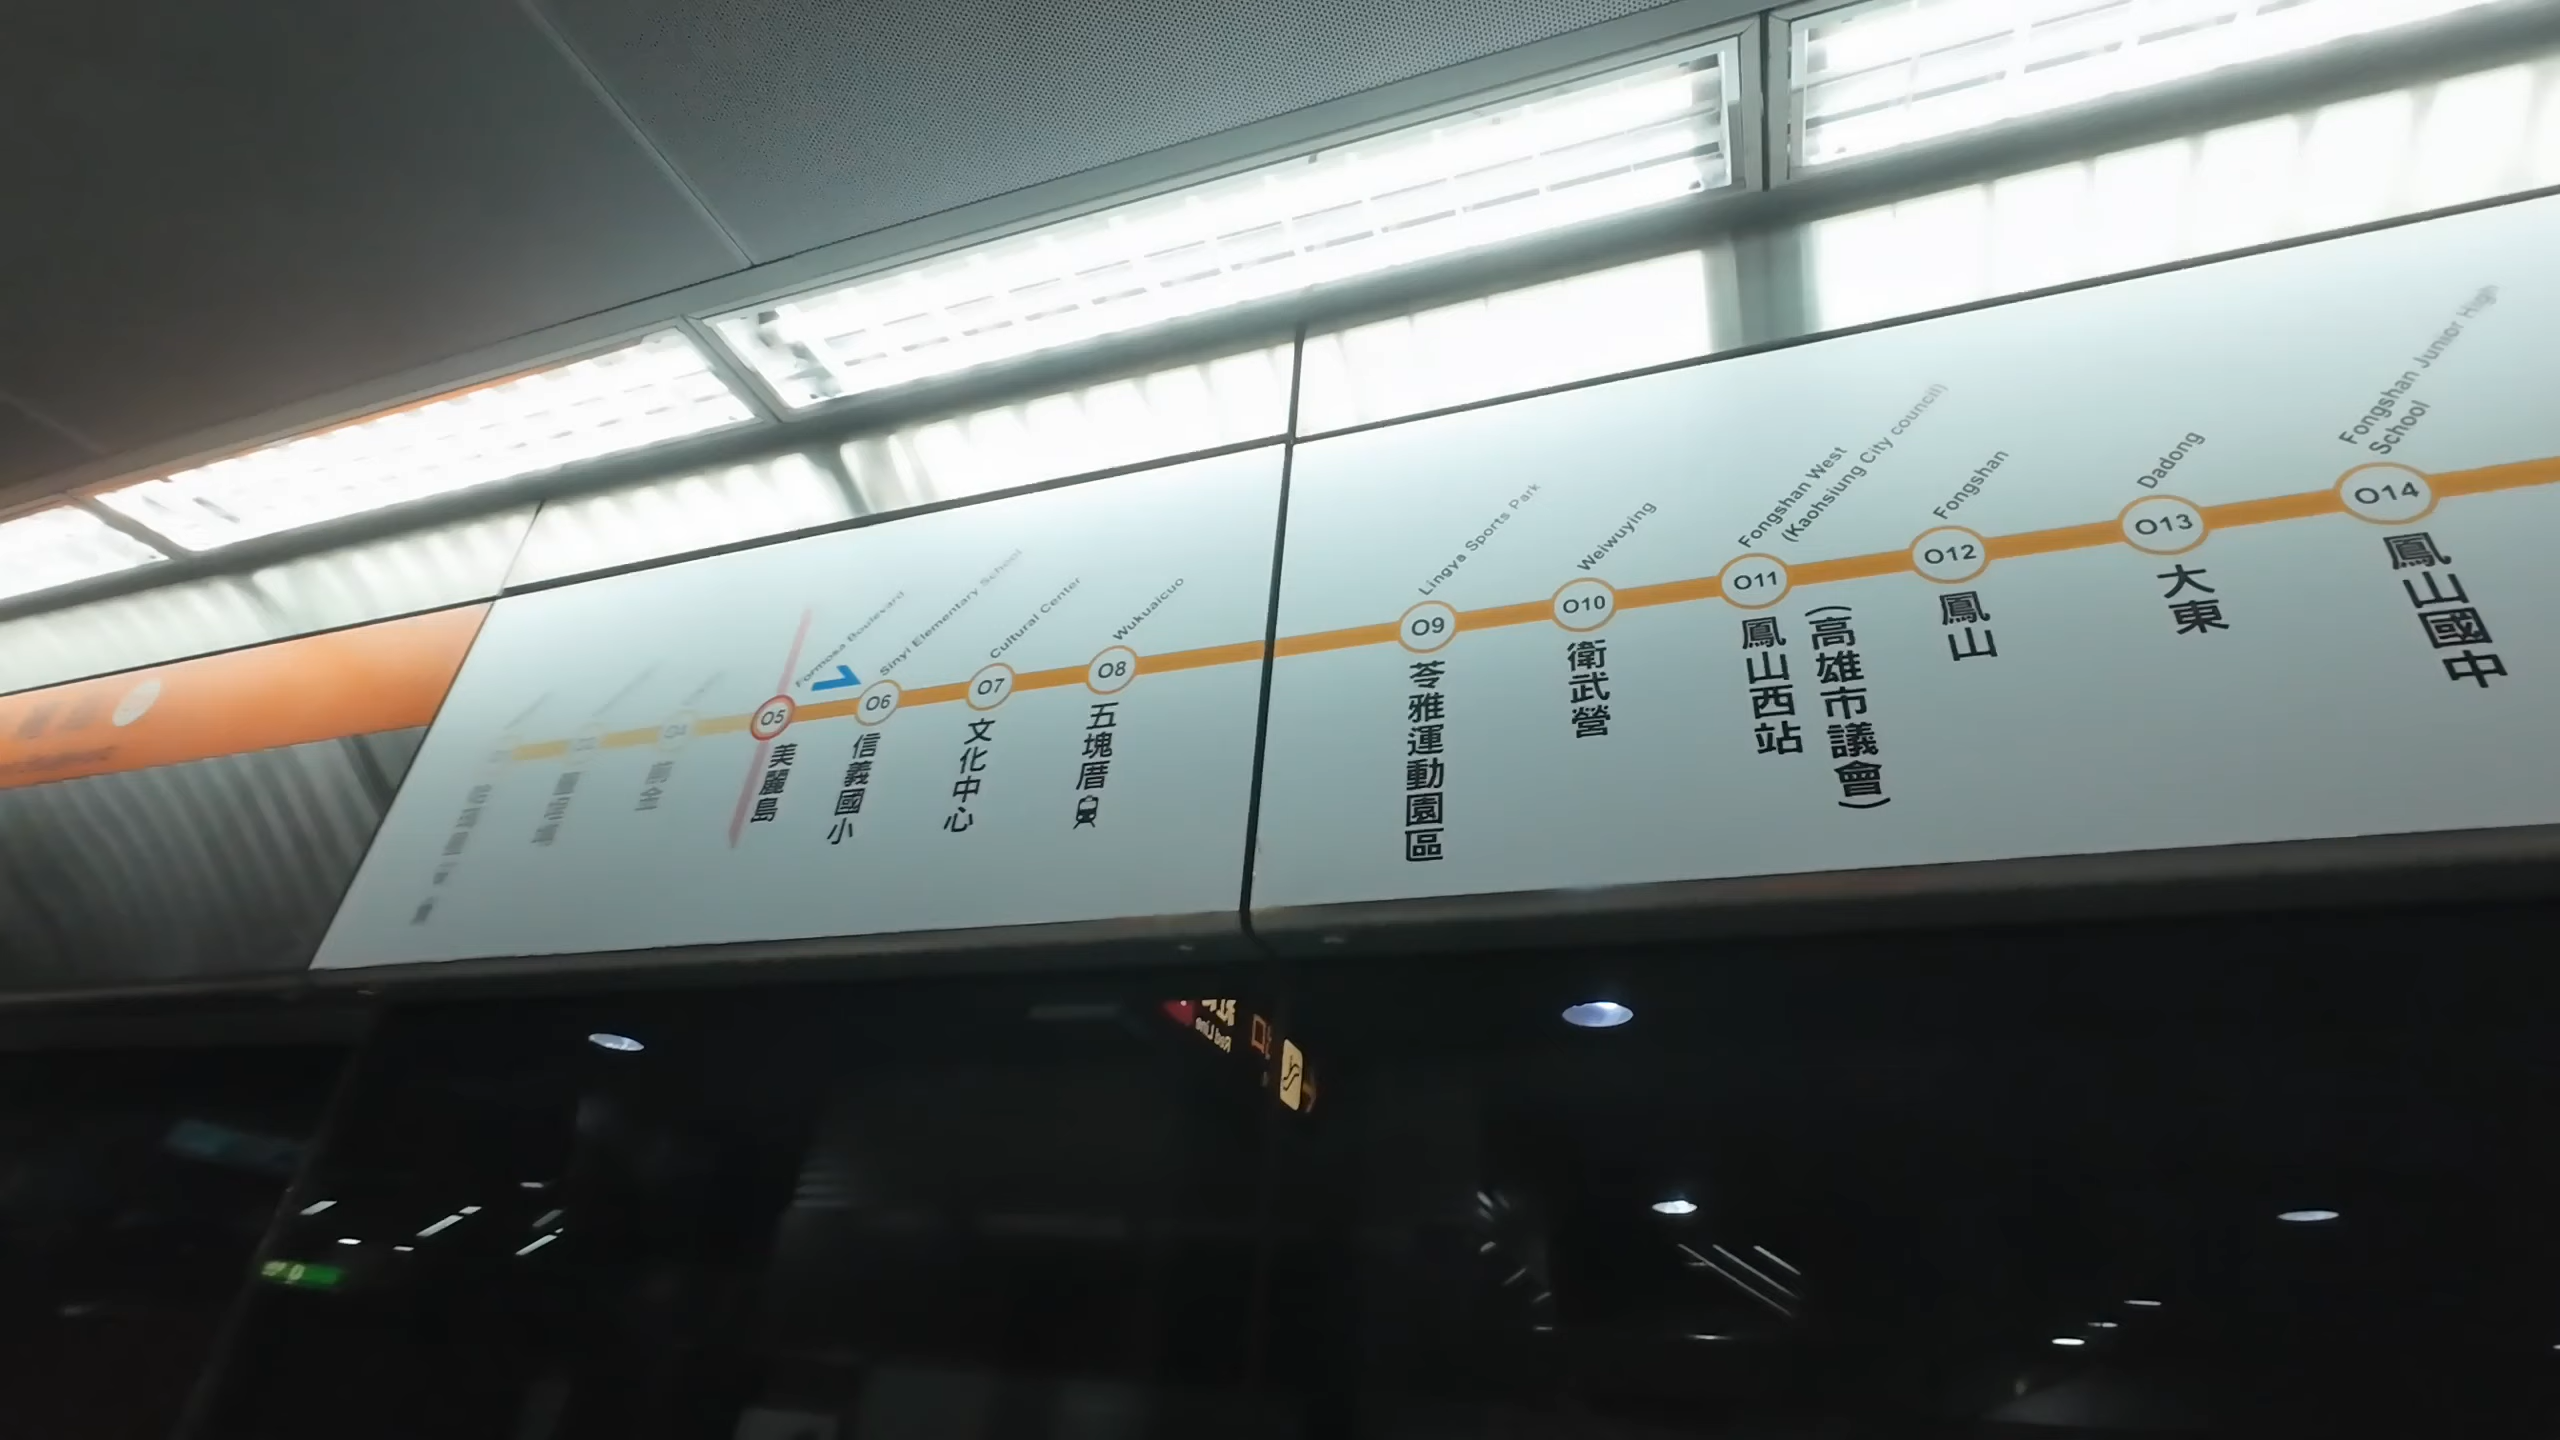 Formosa Boulevard
O5
美麗島
1
Sinyi Elementary School
O6
信義國小
Cultural Center
O7
文化中心
Wukuaicuo
O8
五塊厝
Lingya Sports Park
O9
苓雅運動園區
Weiwuying
O10
衛武營
Fongshan West
(Kaohsiung City council)
O11
鳳山西站
(高雄市議會)
Fongshan
O12
鳳山
Dadong
O13
大東
Fongshan Junior High
School
O14
鳳山國中
Red Line